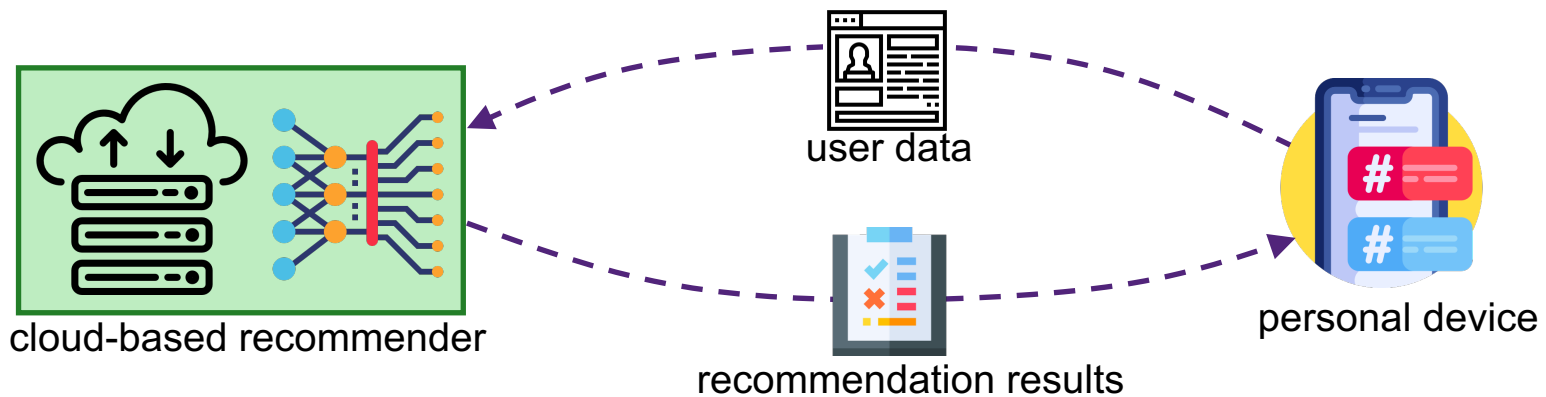 user data
cloud-based recommender
#
#
personal device
recommendation results